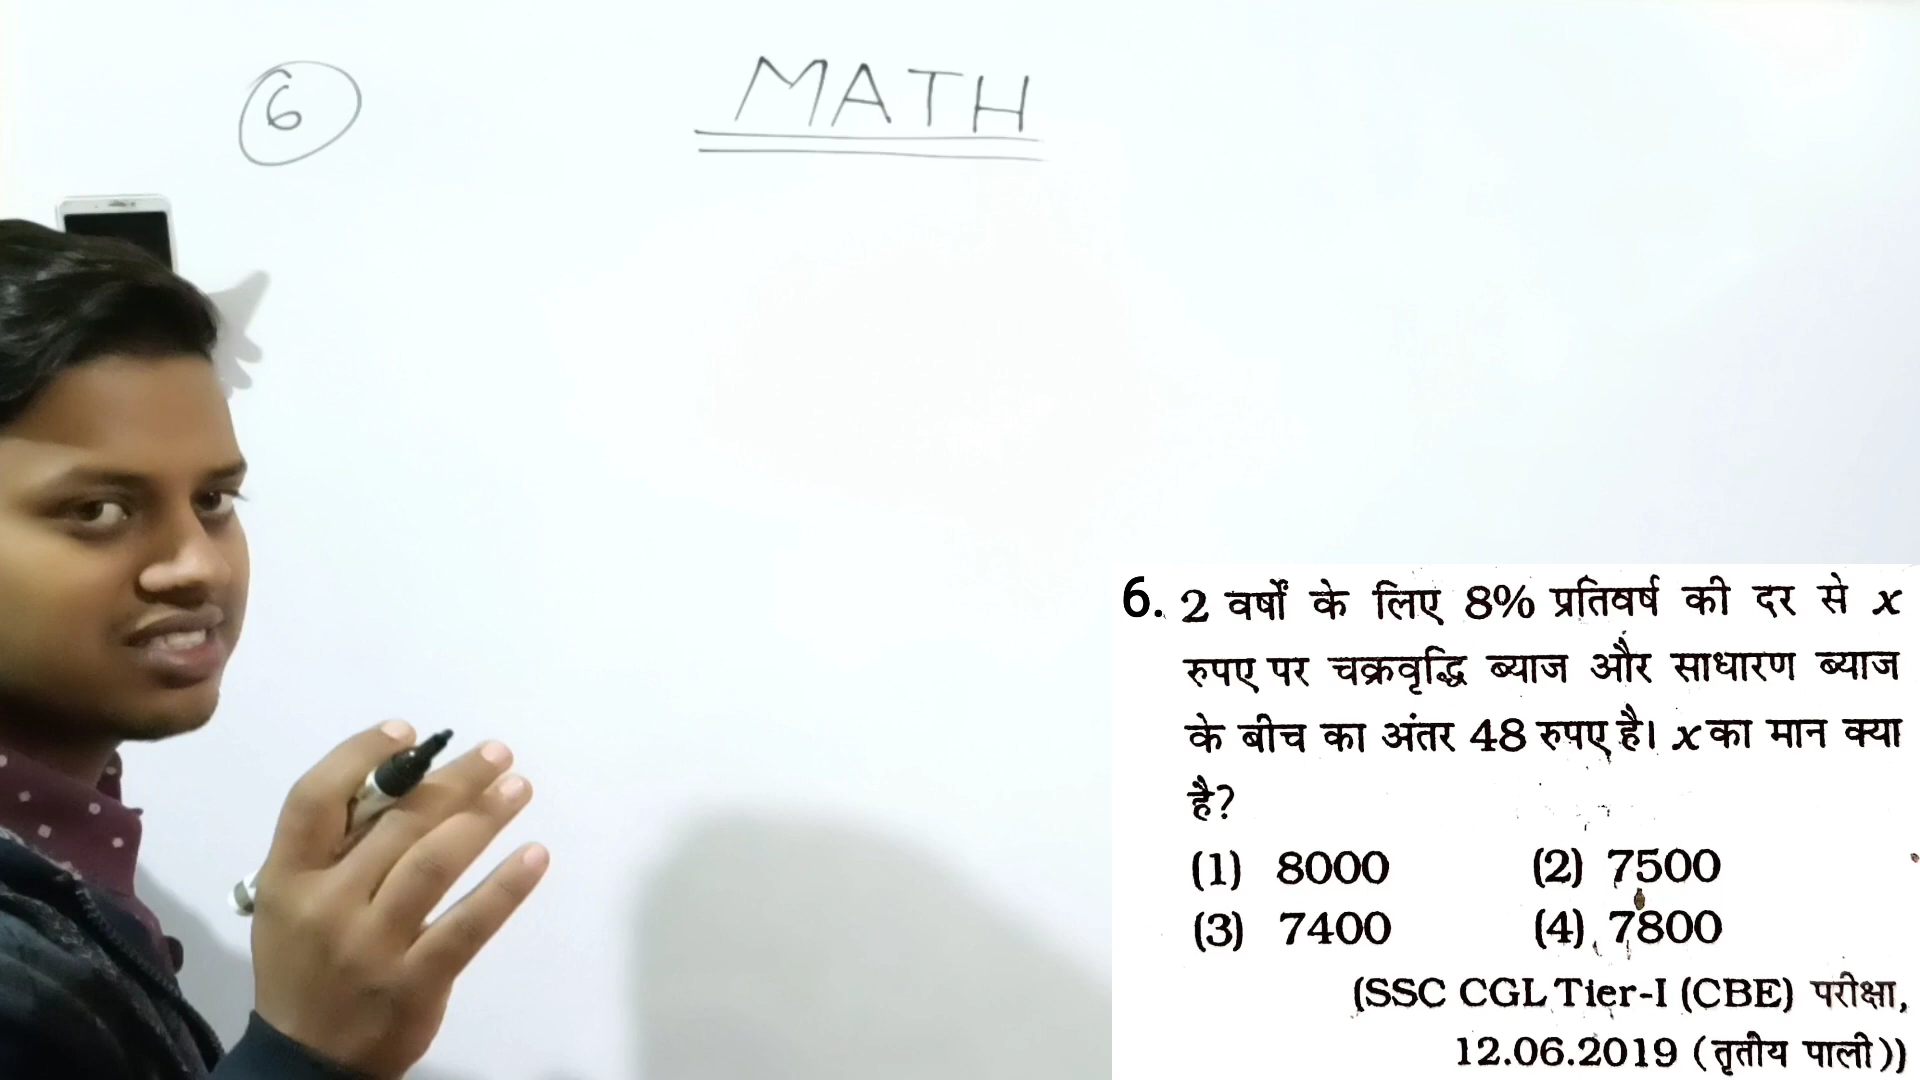 6
MATH
6. 2 वर्षों के लिए 8% प्रतिवर्ष की दर से x
रुपए पर चक्रवृद्धि ब्याज और साधारण ब्याज
के बीच का अंतर 48 रुपए है। x का मान क्या
है?
(1) 8000 (2) 7500
(3) 7400 (4) 7800
(SSC CGL Tier-I (CBE) परीक्षा,
12.06.2019 (तृतीय पाली))